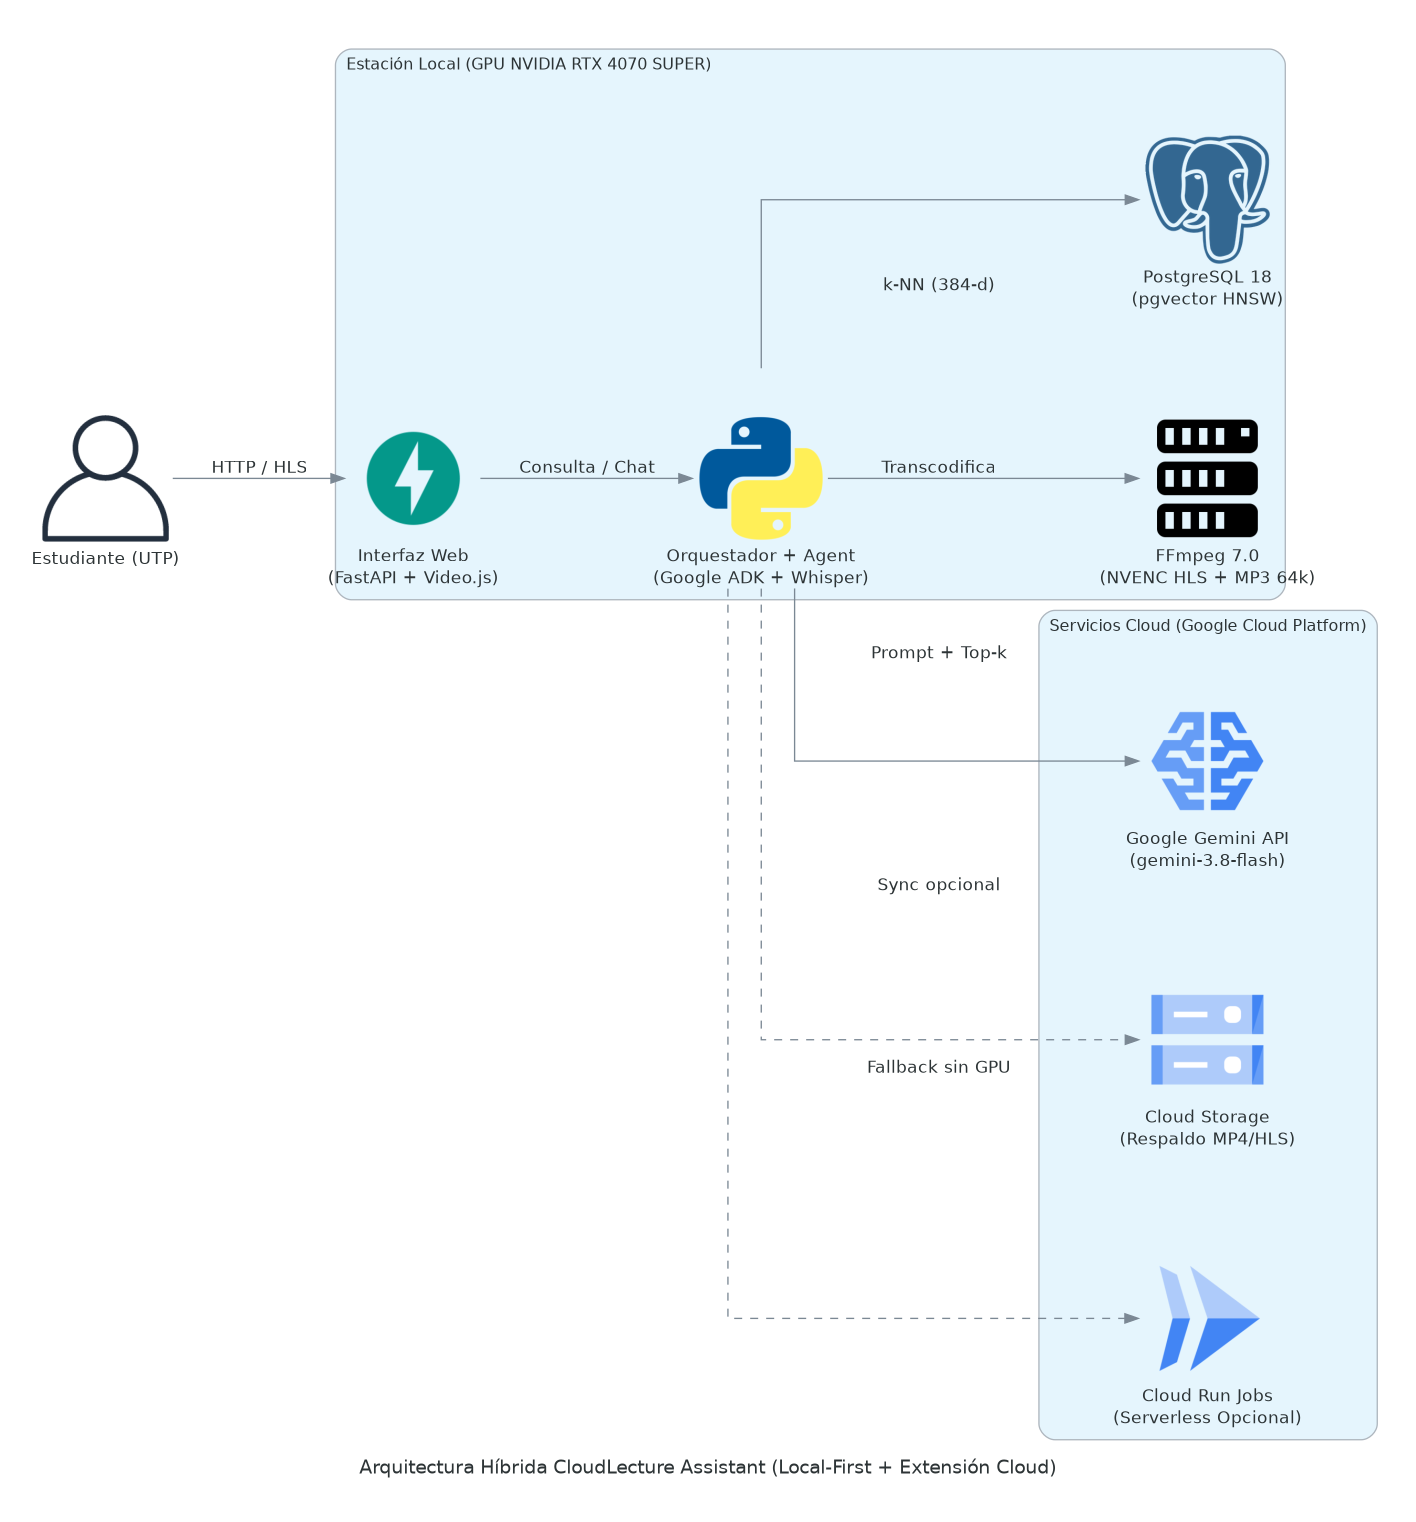 Estación Local (GPU NVIDIA RTX 4070 SUPER)
PostgreSQL 18
(pgvector HNSW)
k-NN (384-d)
HTTP / HLS
Consulta / Chat
Transcodifica
Estudiante (UTP)
Interfaz Web
(FastAPI + Video.js)
Orquestador + Agent
(Google ADK + Whisper)
FFmpeg 7.0
(NVENC HLS + MP3 64k)
Servicios Cloud (Google Cloud Platform)
Prompt + Top-k
Google Gemini API
(gemini-3.8-flash)
Sync opcional
Fallback sin GPU
Cloud Storage
(Respaldo MP4/HLS)
Cloud Run Jobs
(Serverless Opcional)
Arquitectura Híbrida CloudLecture Assistant (Local-First + Extensión Cloud)